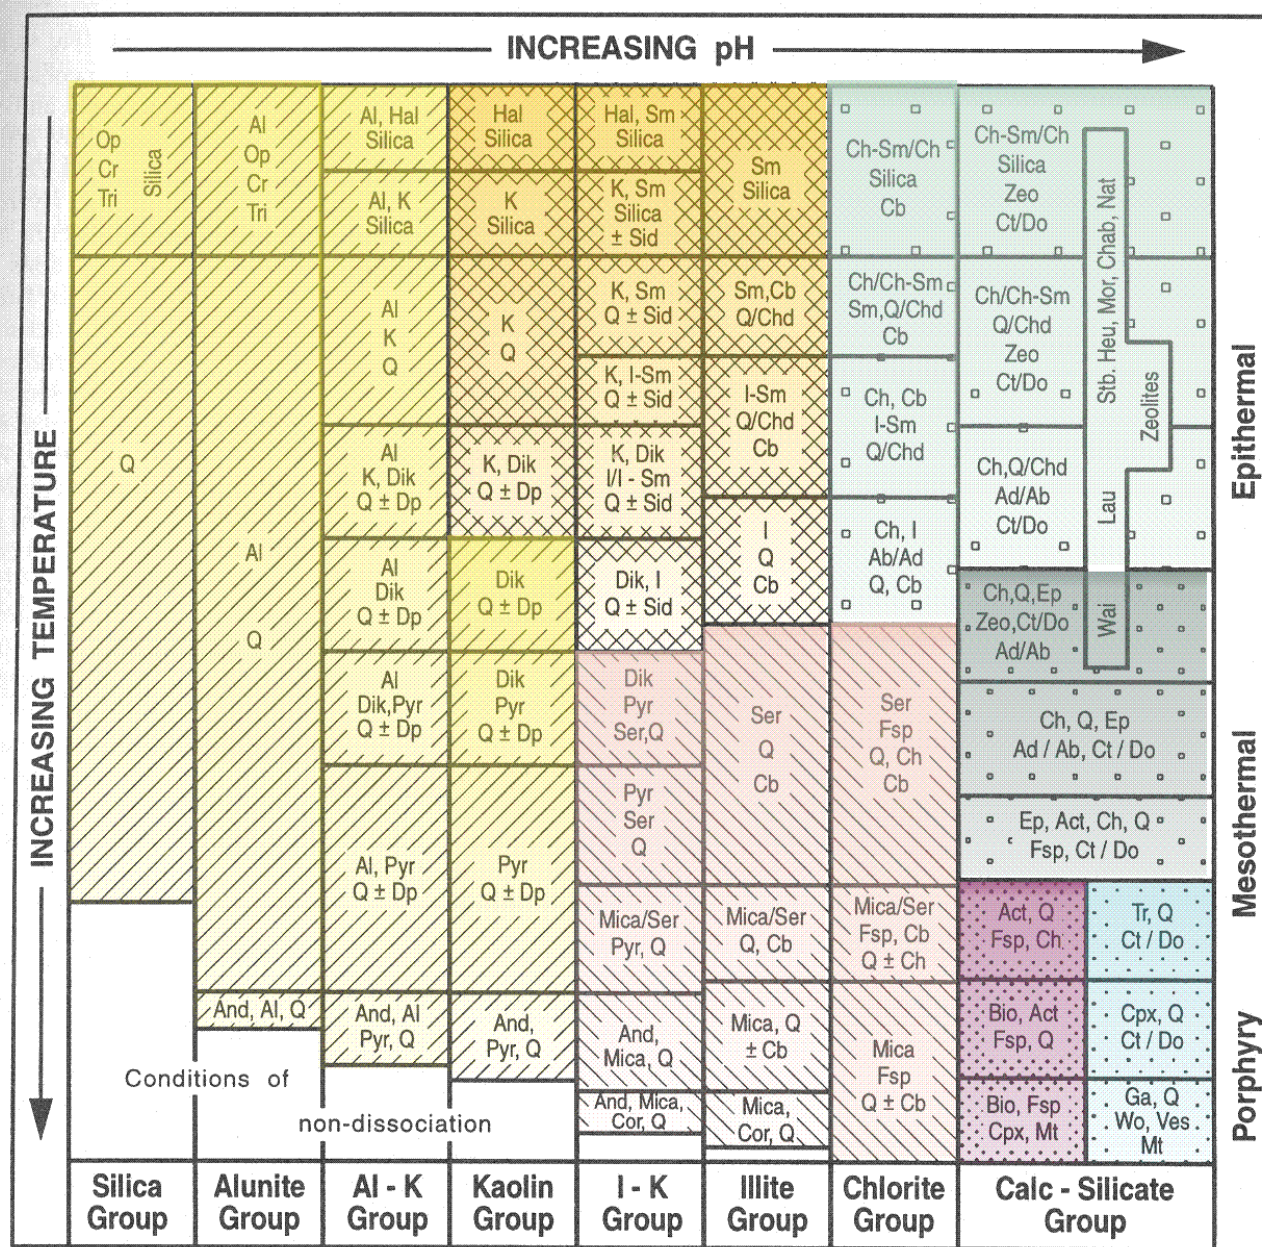 INCREASING pH
INCREASING TEMPERATURE
Op
Cr
Tri
Silica
Q
Al
Op
Cr
Tri
Al
Q
And, Al, Q
Al, Hal
Silica
Al, K
Silica
Al
K
Q
Al
K, Dik
Q ± Dp
Al
Dik
Q ± Dp
Al
Dik,Pyr
Q ± Dp
Al, Pyr
Q ± Dp
And, Al
Pyr, Q
Hal
Silica
K
Silica
K
Q
K, Dik
Q ± Dp
Dik
Q ± Dp
Dik
Pyr
Q ± Dp
Pyr
Q ± Dp
And,
Pyr, Q
Hal, Sm
Silica
K, Sm
Silica
± Sid
K, Sm
Q ± Sid
K, I-Sm
Q ± Sid
K, Dik
I/I - Sm
Q ± Sid
Dik, I
Q ± Sid
Dik
Pyr
Ser,Q
Pyr
Ser
Q
Mica/Ser
Pyr, Q
And,
Mica, Q
And, Mica,
Cor, Q
Sm
Silica
Sm,Cb
Q/Chd
I-Sm
Q/Chd
Cb
I
Q
Cb
Ser
Q
Cb
Mica/Ser
Q, Cb
Mica, Q
± Cb
Mica,
Cor, Q
Ch-Sm/Ch
Silica
Cb
Ch/Ch-Sm
Sm,Q/Chd
Cb
Ch, Cb
I-Sm
Q/Chd
Ch, I
Ab/Ad
Q, Cb
Ser
Fsp
Q, Ch
Cb
Mica/Ser
Fsp, Cb
Q ± Ch
Mica
Fsp
Q ± Cb
Ch-Sm/Ch
Silica
Zeo
Ct/Do
Ch/Ch-Sm
Q/Chd
Zeo
Ct/Do
Ch,Q/Chd
Ad/Ab
Ct/Do
Ch,Q,Ep
Zeo,Ct/Do
Ad/Ab
Stb. Heu, Mor, Chab, Nat
Zeolites
Lau
Wai
Ch, Q, Ep
Ad / Ab, Ct / Do
Ep, Act, Ch, Q
Fsp, Ct / Do
Act, Q
Fsp, Ch
Tr, Q
Ct / Do
Bio, Act
Fsp, Q
Cpx, Q
Ct / Do
Bio, Fsp
Cpx, Mt
Ga, Q
Wo, Ves
Mt
Epithermal
Mesothermal
Porphyry
Conditions of
non-dissociation
Silica
Group
Alunite
Group
Al - K
Group
Kaolin
Group
I - K
Group
Illite
Group
Chlorite
Group
Calc - Silicate
Group